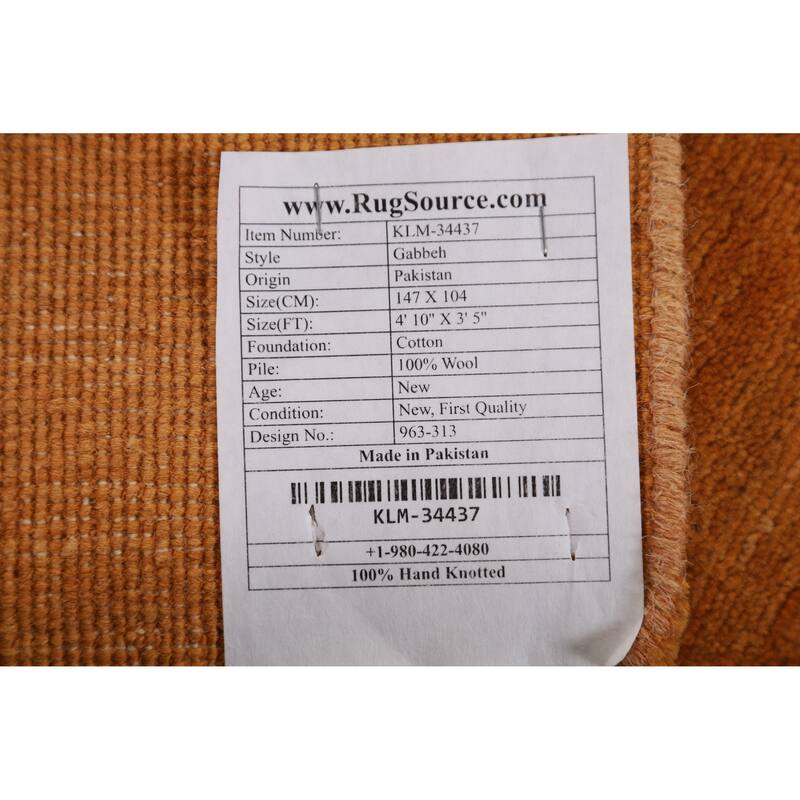 www.RugSource.com
Item Number: KLM-34437
Style Gabbeh
Origin Pakistan
Size(CM): 147 X 104
Size(FT): 4' 10" X 3' 5"
Foundation: Cotton
Pile: 100% Wool
Age: New
Condition: New, First Quality
Design No.: 963-313
Made in Pakistan
KLM-34437
+1-980-422-4080
100% Hand Knotted